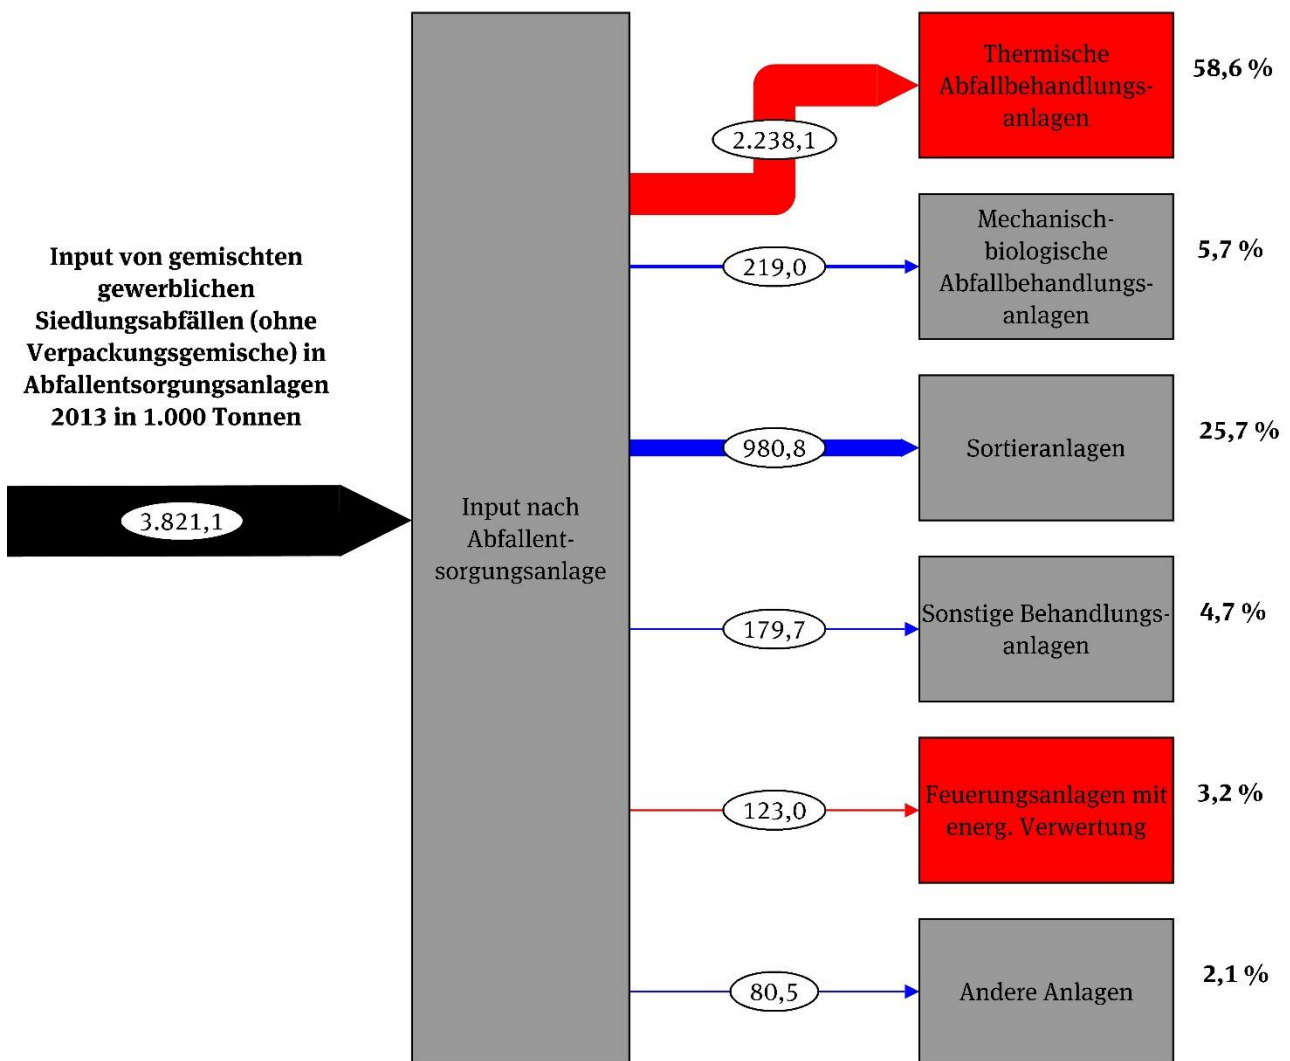 Input von gemischten
gewerblichen
Siedlungsabfällen (ohne
Verpackungsgemische) in
Abfallentsorgungsanlagen
2013 in 1.000 Tonnen
3.821,1
Input nach
Abfallent-
sorgungsanlage
2.238,1
Thermische
Abfallbehandlungs-
anlagen
58,6 %
219,0
Mechanisch-
biologische
Abfallbehandlungs-
anlagen
5,7 %
980,8
Sortieranlagen
25,7 %
179,7
Sonstige Behandlungs-
anlagen
4,7 %
123,0
Feuerungsanlagen mit
energ. Verwertung
3,2 %
80,5
Andere Anlagen
2,1 %